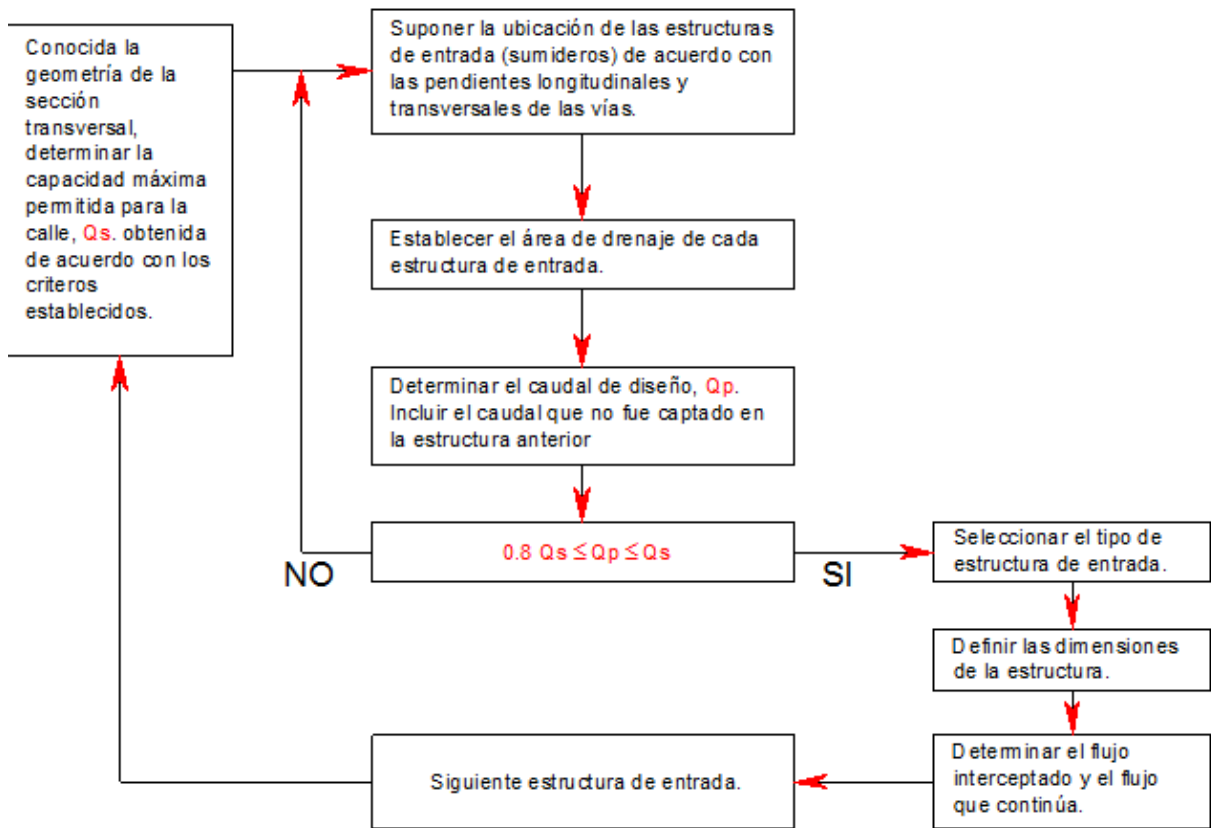 Conocida la
geometría de la
sección
transversal,
determinar la
capacidad máxima
permitida para la
calle, Qs. obtenida
de acuerdo con los
criteros
establecidos.
Suponer la ubicación de las estructuras
de entrada (sumideros) de acuerdo con
las pendientes longitudinales y
transversales de las vías.
Establecer el área de drenaje de cada
estructura de entrada.
Determinar el caudal de diseño, Qp.
Incluir el caudal que no fue captado en
la estructura anterior
0.8 Qs ≤ Qp ≤ Qs
NO
SI
Seleccionar el tipo de
estructura de entrada.
Definir las dimensiones
de la estructura.
Determinar el flujo
interceptado y el flujo
que continúa.
Siguiente estructura de entrada.